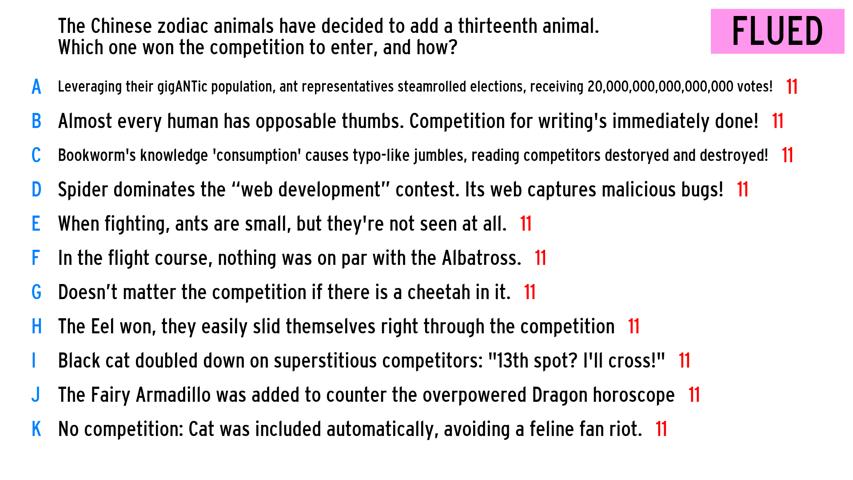 The Chinese zodiac animals have decided to add a thirteenth animal.
Which one won the competition to enter, and how?
FLUED
A Leveraging their gigANTic population, ant representatives steamrolled elections, receiving 20,000,000,000,000,000 votes! 11
B Almost every human has opposable thumbs. Competition for writing's immediately done! 11
C Bookworm's knowledge 'consumption' causes typo-like jumbles, reading competitors destoryed and destroyed! 11
D Spider dominates the “web development” contest. Its web captures malicious bugs! 11
E When fighting, ants are small, but they're not seen at all. 11
F In the flight course, nothing was on par with the Albatross. 11
G Doesn’t matter the competition if there is a cheetah in it. 11
H The Eel won, they easily slid themselves right through the competition 11
I Black cat doubled down on superstitious competitors: "13th spot? I'll cross!" 11
J The Fairy Armadillo was added to counter the overpowered Dragon horoscope 11
K No competition: Cat was included automatically, avoiding a feline fan riot. 11